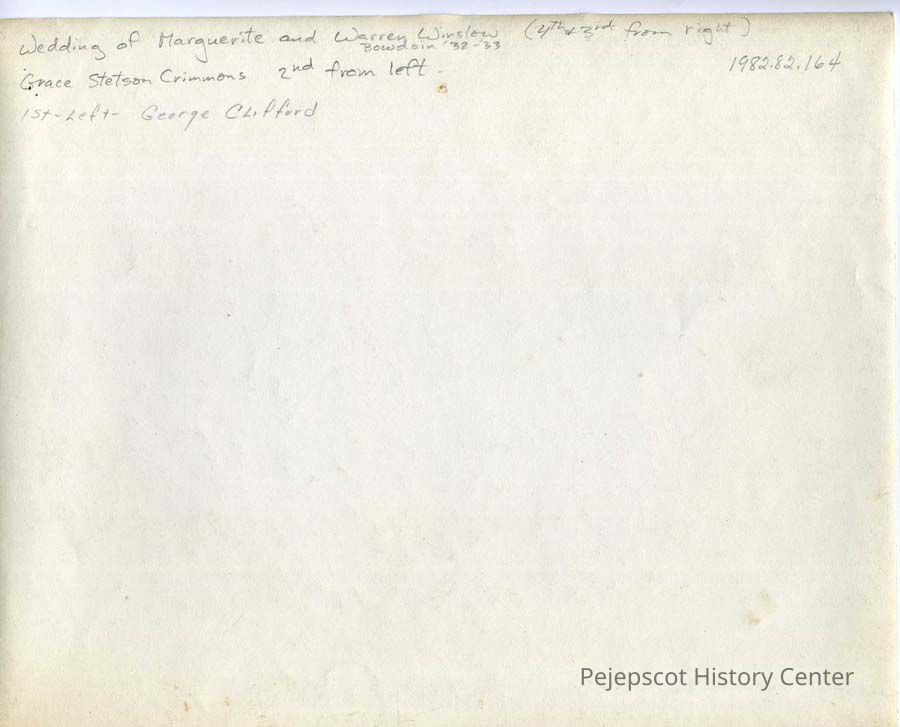 Wedding of Marguerite and Warren Winslow (4th & 3rd from right)
Bowdoin '32-'33
1982.82.164
Grace Stetson Crimmons 2nd from left.
1st-Left- George Clifford
Pejepscot History Center